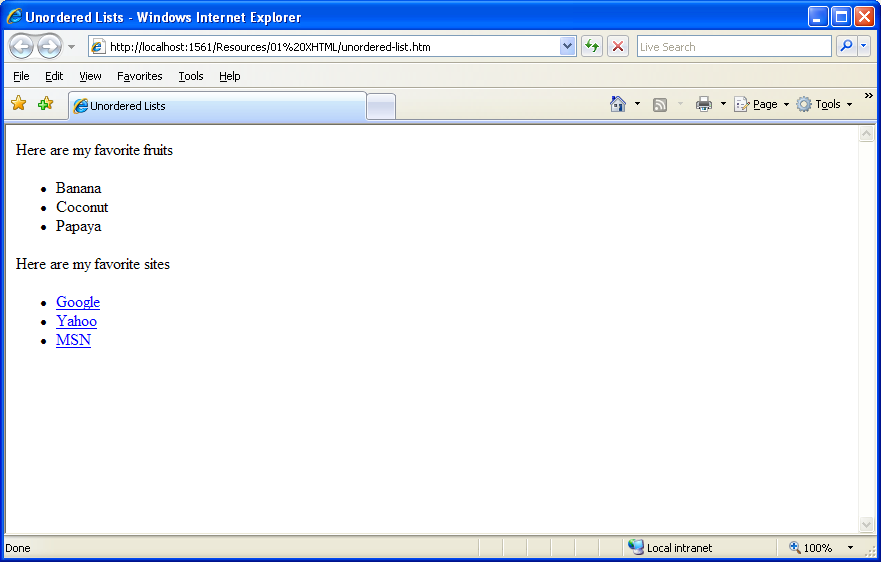 Unordered Lists - Windows Internet Explorer
http://localhost:1561/Resources/01%20XHTML/unordered-list.htm
Live Search
File Edit View Favorites Tools Help
Unordered Lists
Page Tools »
Here are my favorite fruits
• Banana
• Coconut
• Papaya
Here are my favorite sites
• Google
• Yahoo
• MSN
Done Local intranet 100%